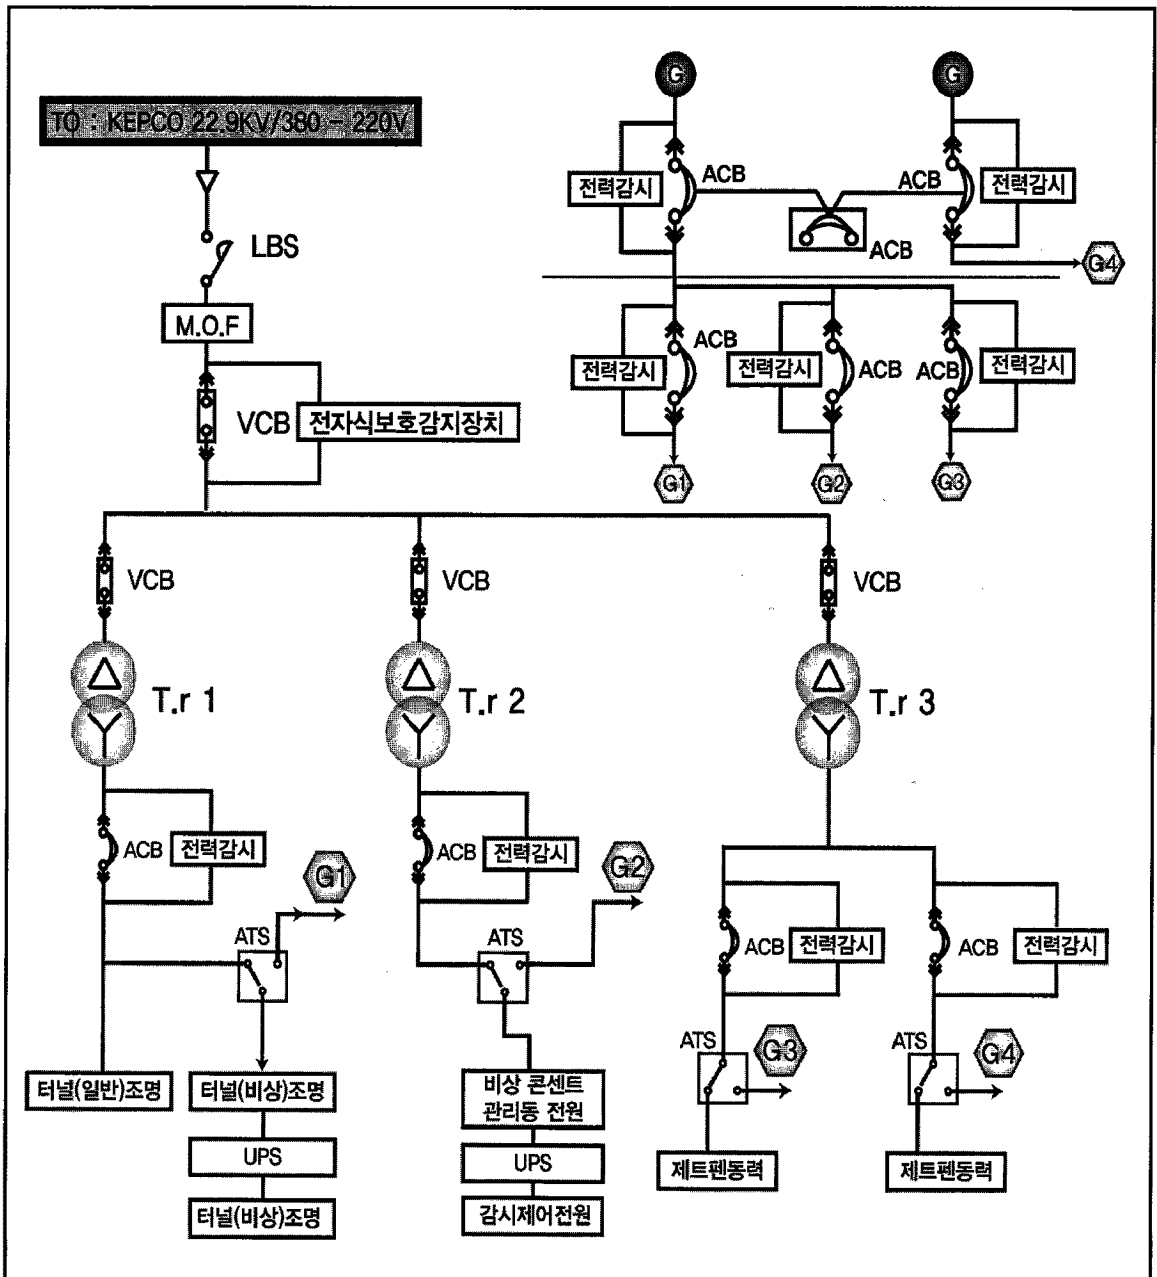 TO : KEPCO 22.9KV/380 - 220V
LBS
M.O.F
VCB
전자식보호감지장치
G
G
전력감시
ACB
ACB
전력감시
ACB
G4
전력감시
ACB
전력감시
ACB
ACB
전력감시
G1
G2
G3
VCB
VCB
VCB
T.r 1
T.r 2
T.r 3
ACB
전력감시
G1
ATS
ACB
전력감시
G2
ATS
ACB
전력감시
ATS
G3
ACB
전력감시
ATS
G4
터널(일반)조명
터널(비상)조명
UPS
터널(비상)조명
비상 콘센트
관리동 전원
UPS
감시제어전원
제트펜동력
제트펜동력